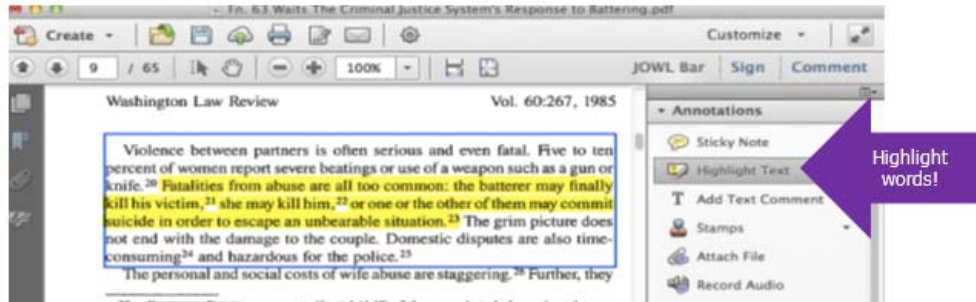 Fn. 63 Waits The Criminal Justice System's Response to Battering.pdf
Create
Customize
9 / 65
100%
JOWL Bar Sign Comment
Washington Law Review Vol. 60:267, 1985
Violence between partners is often serious and even fatal. Five to ten
percent of women report severe beatings or use of a weapon such as a gun or
knife.20 Fatalities from abuse are all too common: the batterer may finally
kill his victim,21 she may kill him,22 or one or the other of them may commit
suicide in order to escape an unbearable situation.23 The grim picture does
not end with the damage to the couple. Domestic disputes are also time-
consuming24 and hazardous for the police.25
The personal and social costs of wife abuse are staggering.26 Further, they
Annotations
Sticky Note
Highlight Text
T Add Text Comment
Stamps
Attach File
Record Audio
Highlight
words!